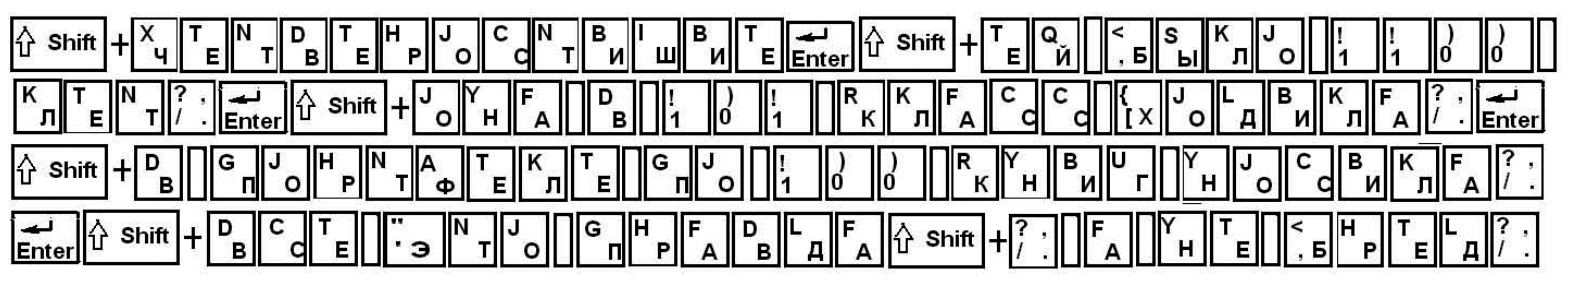 ⇧ Shift + X Ч T Е N Т D В T Е H Р J О C С N Т B И I Ш B И T Е ↵ Enter ⇧ Shift + T Е Q Й < , Б S Ы K Л J О ! 1 ! 1 ) 0 ) 0
K Л T Е N Т ? , / . ↵ Enter ⇧ Shift + J О Y Н F А D В ! 1 ) 0 ! 1 R К K Л F А C С C С { [ Х J О L Д B И K Л F А ? , / . ↵ Enter
⇧ Shift + D В G П J О H Р N Т A Ф T Е K Л T Е G П J О ! 1 ) 0 ) 0 R К Y Н B И U Г Y Н J О C С B И K Л F А ? , / .
↵ Enter ⇧ Shift + D В C С T Е " ' Э N Т J О G П H Р F А D В L Д F А ⇧ Shift + ? , / . F А Y Н T Е < , Б H Р T Е L Д ? , / .